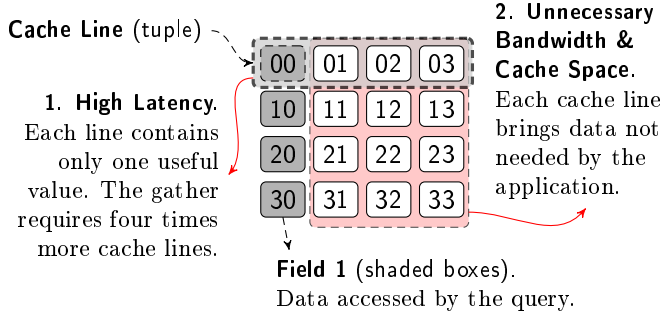 Cache Line (tuple)
00 01 02 03
10 11 12 13
20 21 22 23
30 31 32 33
1. High Latency.
Each line contains
only one useful
value. The gather
requires four times
more cache lines.
2. Unnecessary
Bandwidth &
Cache Space.
Each cache line
brings data not
needed by the
application.
Field 1 (shaded boxes).
Data accessed by the query.